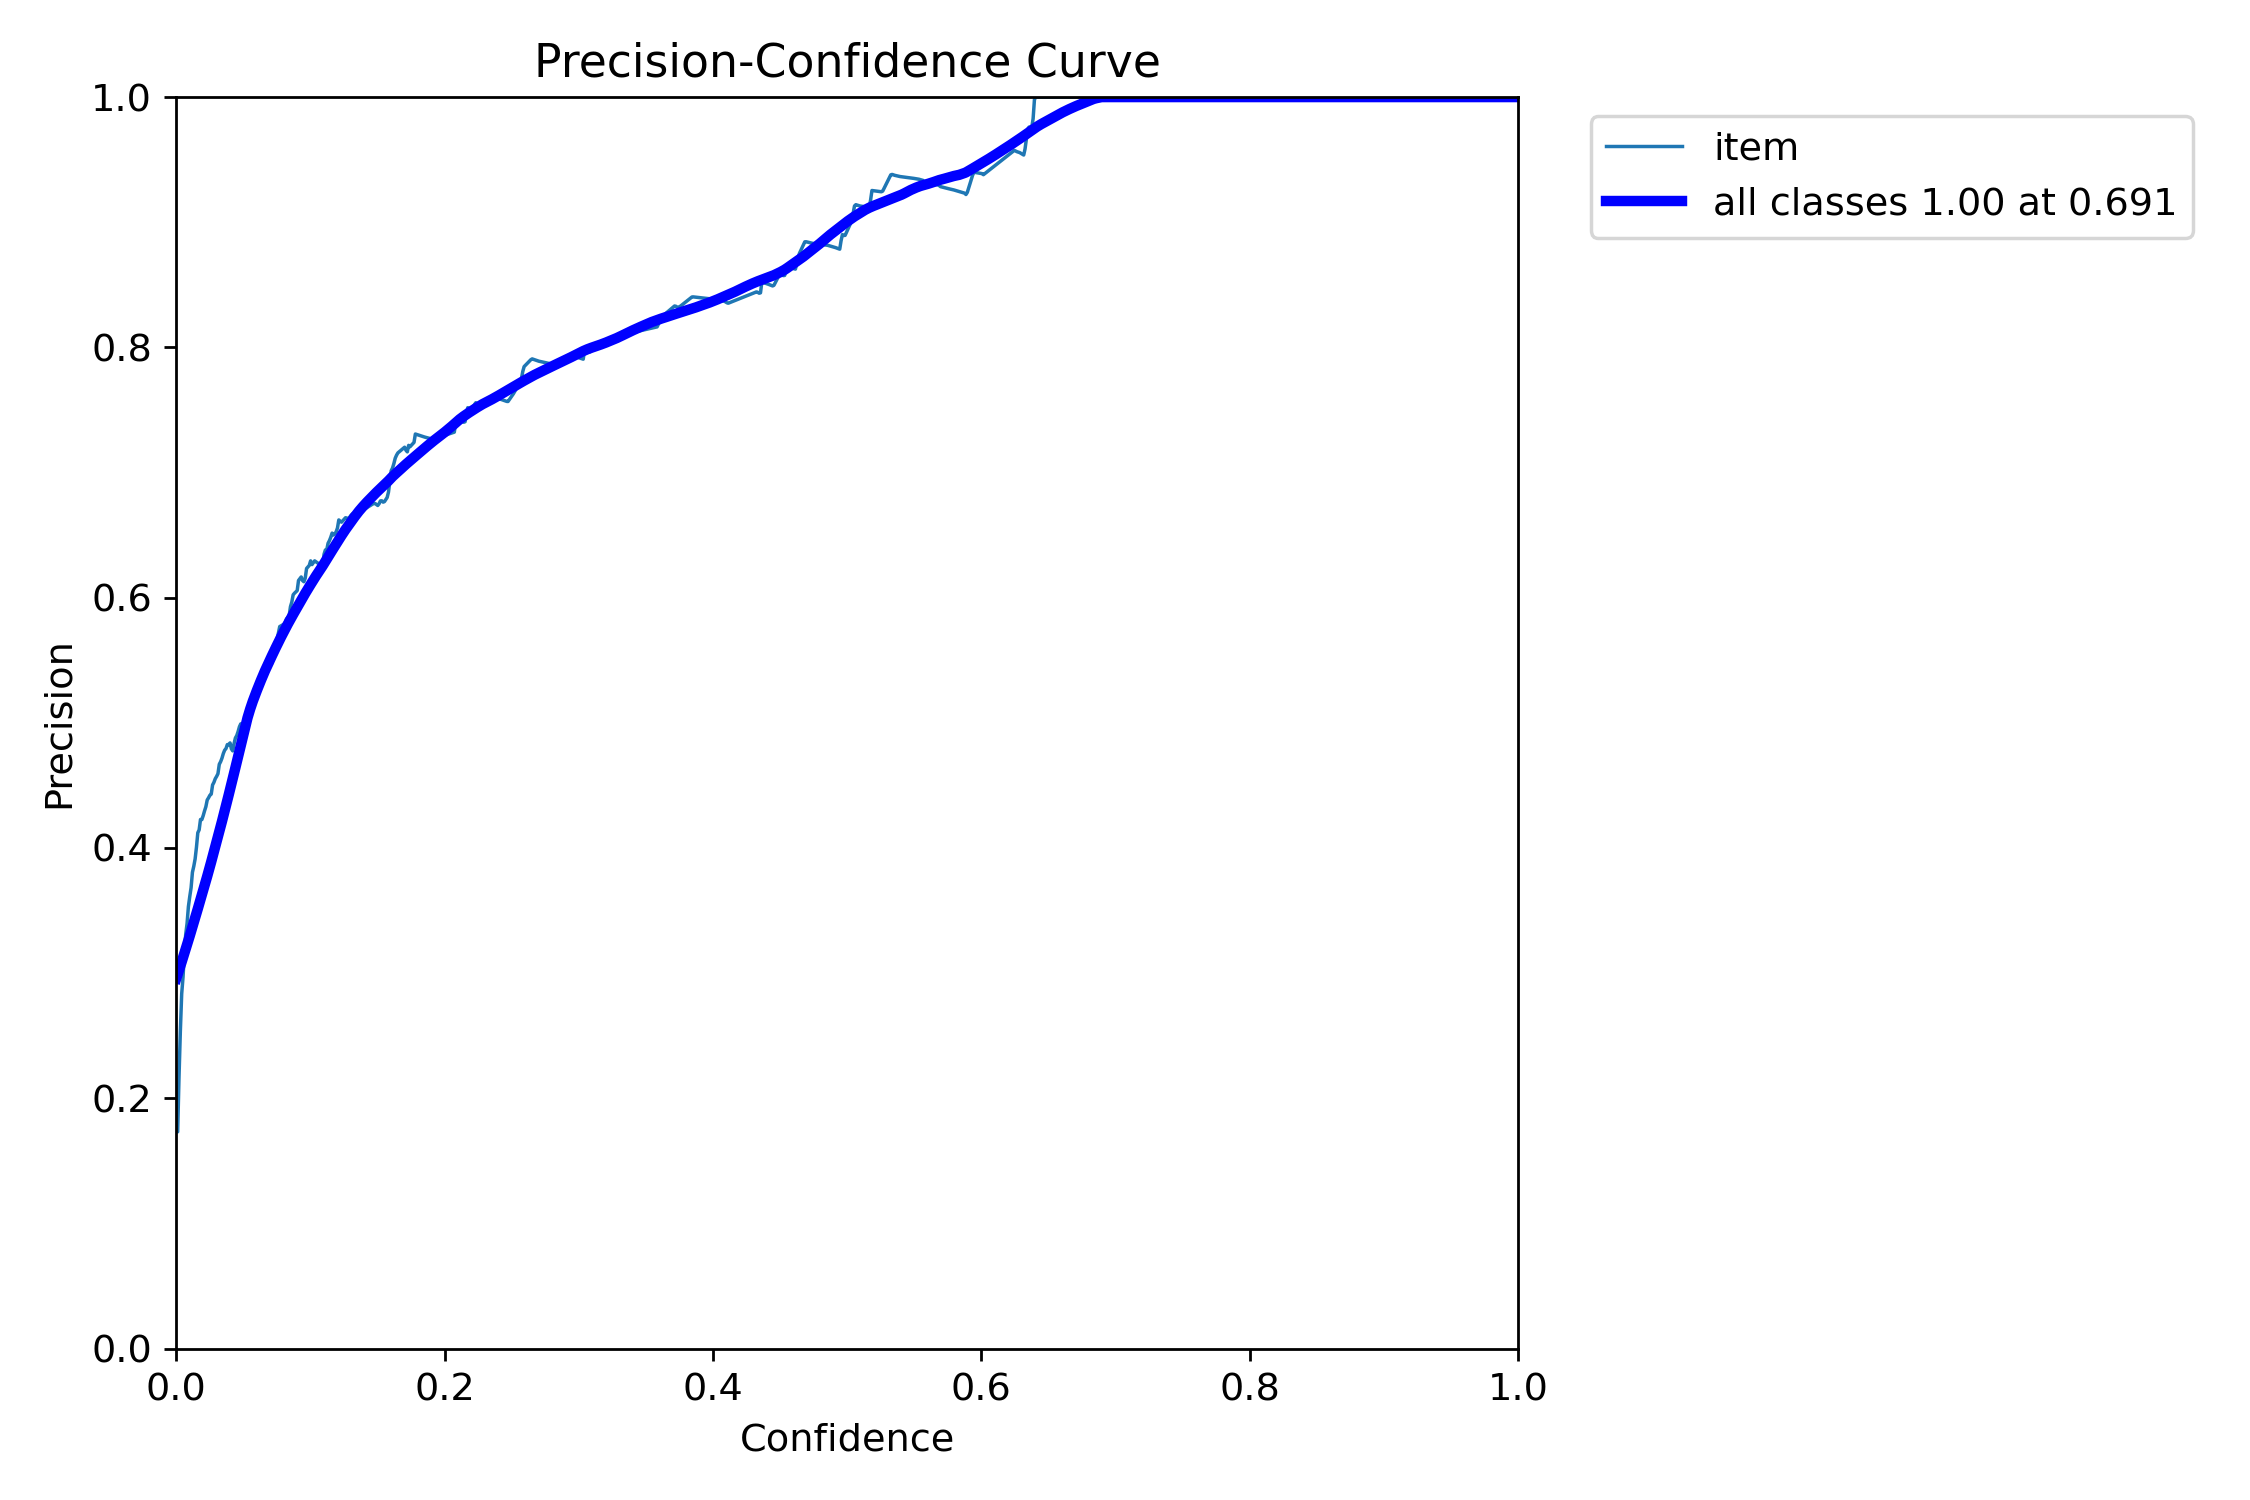 Precision-Confidence Curve
1.0
0.8
0.6
0.4
0.2
0.0
Precision
0.0 0.2 0.4 0.6 0.8 1.0
Confidence
item
all classes 1.00 at 0.691